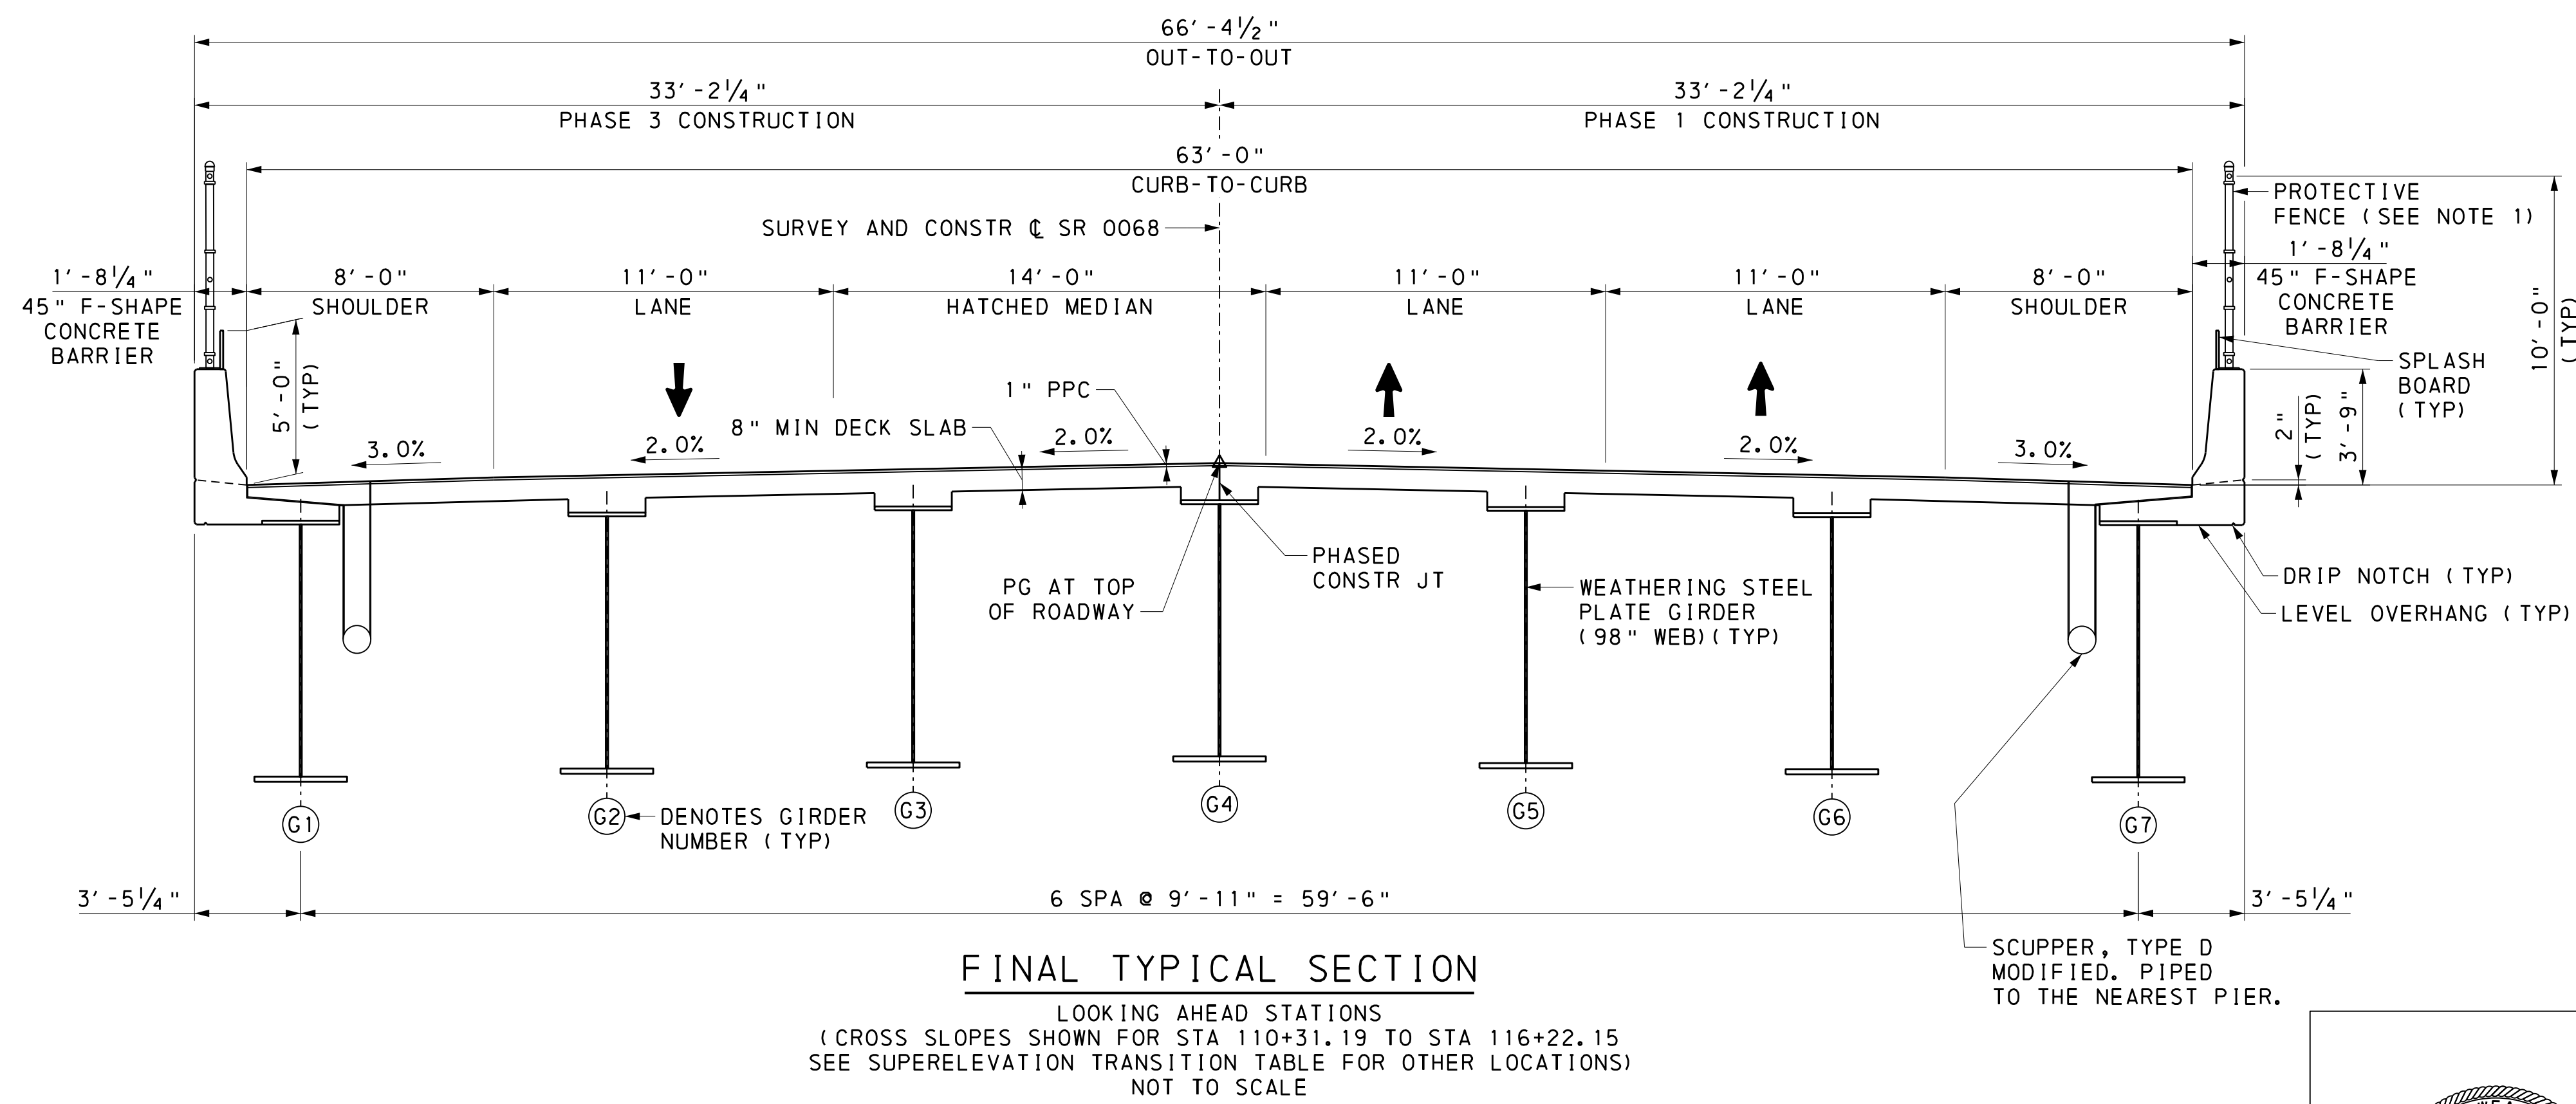 66'-4½"
OUT-TO-OUT
33'-2¼"
PHASE 3 CONSTRUCTION
33'-2¼"
PHASE 1 CONSTRUCTION
63'-0"
CURB-TO-CURB
SURVEY AND CONSTR ℄ SR 0068
PROTECTIVE
FENCE (SEE NOTE 1)
1'-8¼"
45" F-SHAPE
CONCRETE
BARRIER
8'-0"
SHOULDER
11'-0"
LANE
14'-0"
HATCHED MEDIAN
11'-0"
LANE
11'-0"
LANE
8'-0"
SHOULDER
1'-8¼"
45" F-SHAPE
CONCRETE
BARRIER
10'-0"
(TYP)
SPLASH
BOARD
(TYP)
5'-0"
(TYP)
2"
(TYP)
3'-9"
1" PPC
8" MIN DECK SLAB
3.0%
2.0%
2.0%
2.0%
2.0%
3.0%
PHASED
CONSTR JT
PG AT TOP
OF ROADWAY
WEATHERING STEEL
PLATE GIRDER
(98" WEB)(TYP)
DRIP NOTCH (TYP)
LEVEL OVERHANG (TYP)
G1
G2
G3
G4
G5
G6
G7
DENOTES GIRDER
NUMBER (TYP)
3'-5¼"
6 SPA @ 9'-11" = 59'-6"
3'-5¼"
SCUPPER, TYPE D
MODIFIED. PIPED
TO THE NEAREST PIER.
FINAL TYPICAL SECTION
LOOKING AHEAD STATIONS
(CROSS SLOPES SHOWN FOR STA 110+31.19 TO STA 116+22.15
SEE SUPERELEVATION TRANSITION TABLE FOR OTHER LOCATIONS)
NOT TO SCALE